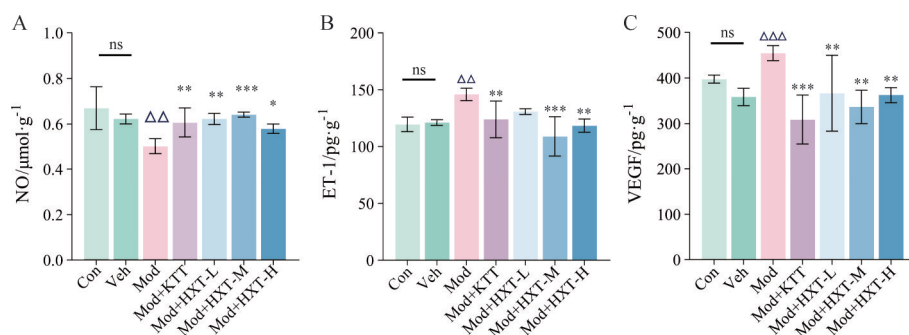 A
NO/μmol·g⁻¹
1.0
0.8
0.6
0.4
0.2
0.0
ns
ΔΔ
**
**
***
*
Con
Veh
Mod
Mod+KTT
Mod+HXT-L
Mod+HXT-M
Mod+HXT-H
B
ET-1/pg·g⁻¹
200
150
100
50
0
ns
ΔΔ
**
***
**
Con
Veh
Mod
Mod+KTT
Mod+HXT-L
Mod+HXT-M
Mod+HXT-H
C
VEGF/pg·g⁻¹
500
400
300
200
100
0
ns
ΔΔΔ
***
**
**
**
Con
Veh
Mod
Mod+KTT
Mod+HXT-L
Mod+HXT-M
Mod+HXT-H